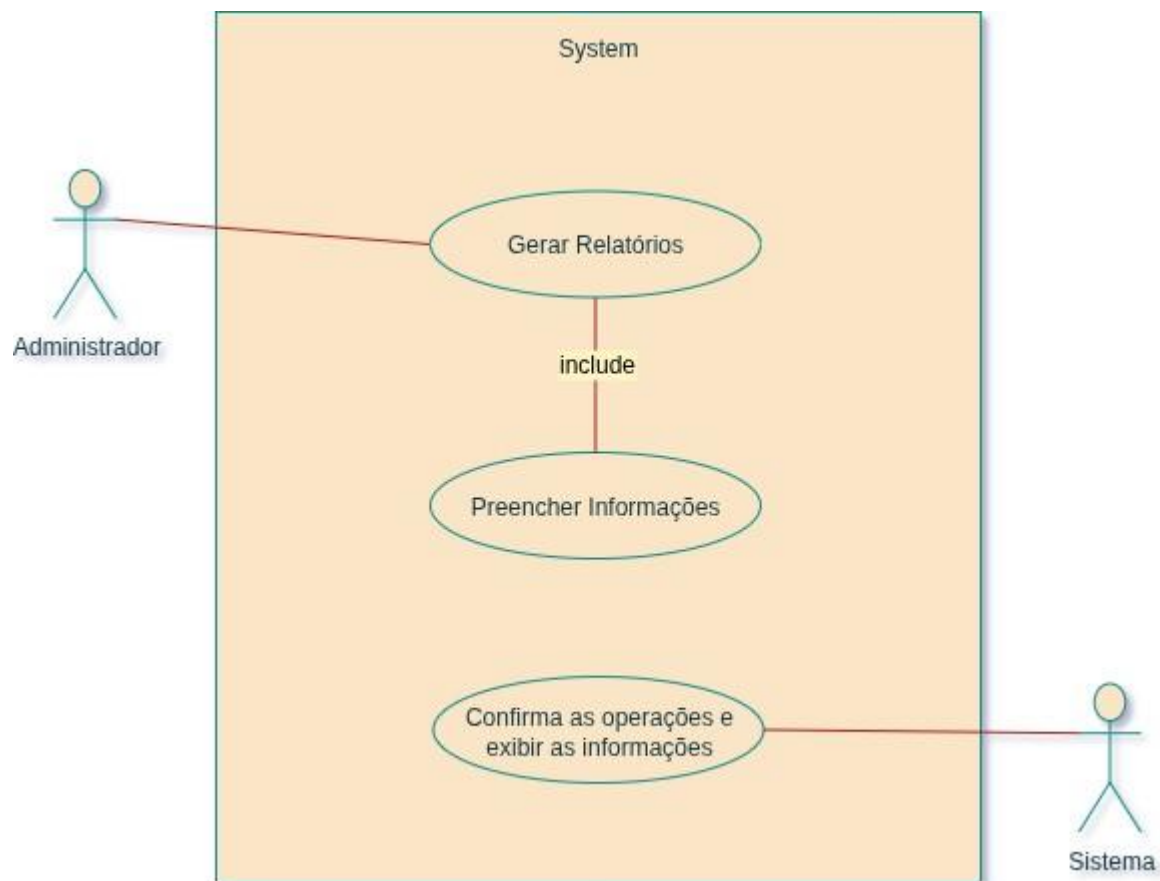 System
Gerar Relatórios
Administrador
include
Preencher Informações
Confirma as operações e
exibir as informações
Sistema